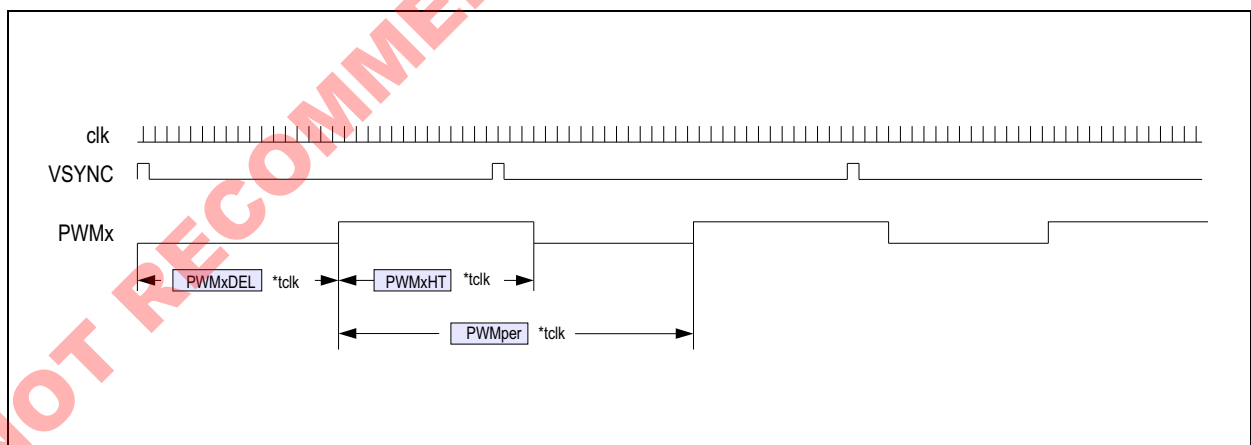 NOT RECOMME
clk
VSYNC
PWMx
PWMxDEL *tclk PWMxHT *tclk
PWMper *tclk